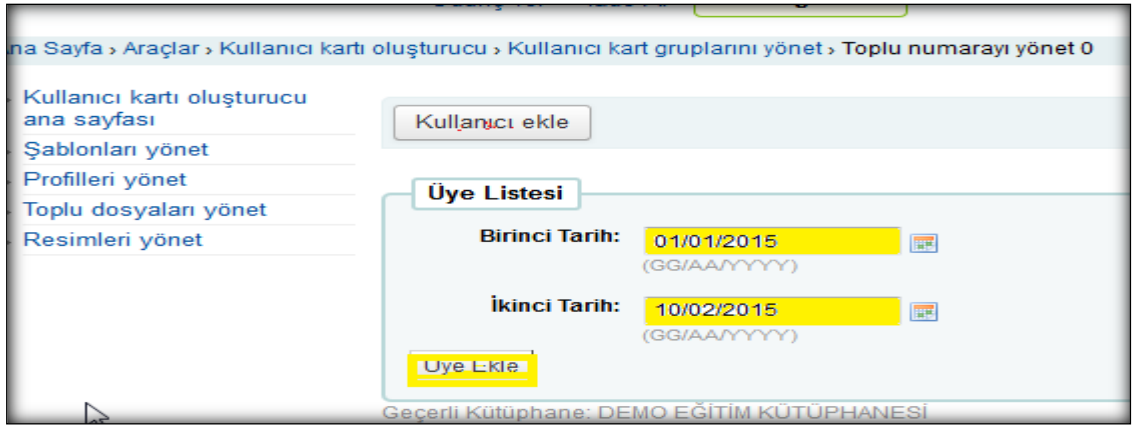 na Sayfa › Araçlar › Kullanıcı kartı oluşturucu › Kullanıcı kart gruplarını yönet › Toplu numarayı yönet 0
Kullanıcı kartı oluşturucu
ana sayfası
Şablonları yönet
Profilleri yönet
Toplu dosyaları yönet
Resimleri yönet
Kullanıcı ekle
Üye Listesi
Birinci Tarih: 01/01/2015
(GG/AA/YYYY)
İkinci Tarih: 10/02/2015
(GG/AA/YYYY)
Üye Ekle
Geçerli Kütüphane: DEMO EĞİTİM KÜTÜPHANESİ